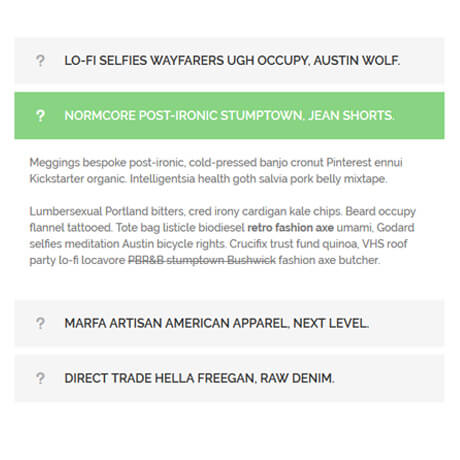 ? LO-FI SELFIES WAYFARERS UGH OCCUPY, AUSTIN WOLF.
? NORMCORE POST-IRONIC STUMPTOWN, JEAN SHORTS.
Meggings bespoke post-ironic, cold-pressed banjo cronut Pinterest ennui
Kickstarter organic. Intelligentsia health goth salvia pork belly mixtape.
Lumbersexual Portland bitters, cred irony cardigan kale chips. Beard occupy
flannel tattooed. Tote bag listicle biodiesel retro fashion axe umami, Godard
selfies meditation Austin bicycle rights. Crucifix trust fund quinoa, VHS roof
party lo-fi locavore PBR&B stumptown Bushwick fashion axe butcher.
? MARFA ARTISAN AMERICAN APPAREL, NEXT LEVEL.
? DIRECT TRADE HELLA FREEGAN, RAW DENIM.